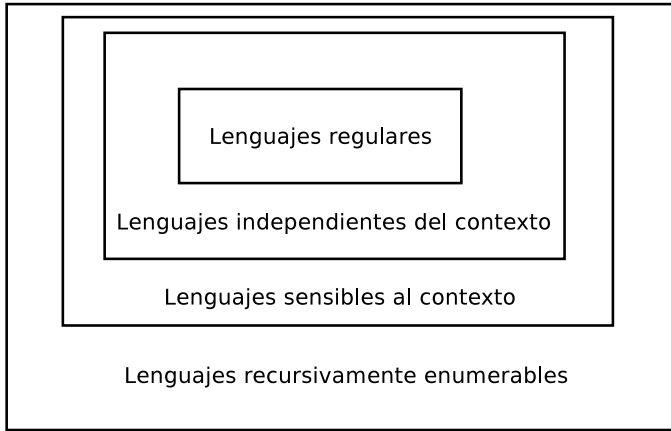 Lenguajes regulares
Lenguajes independientes del contexto
Lenguajes sensibles al contexto
Lenguajes recursivamente enumerables